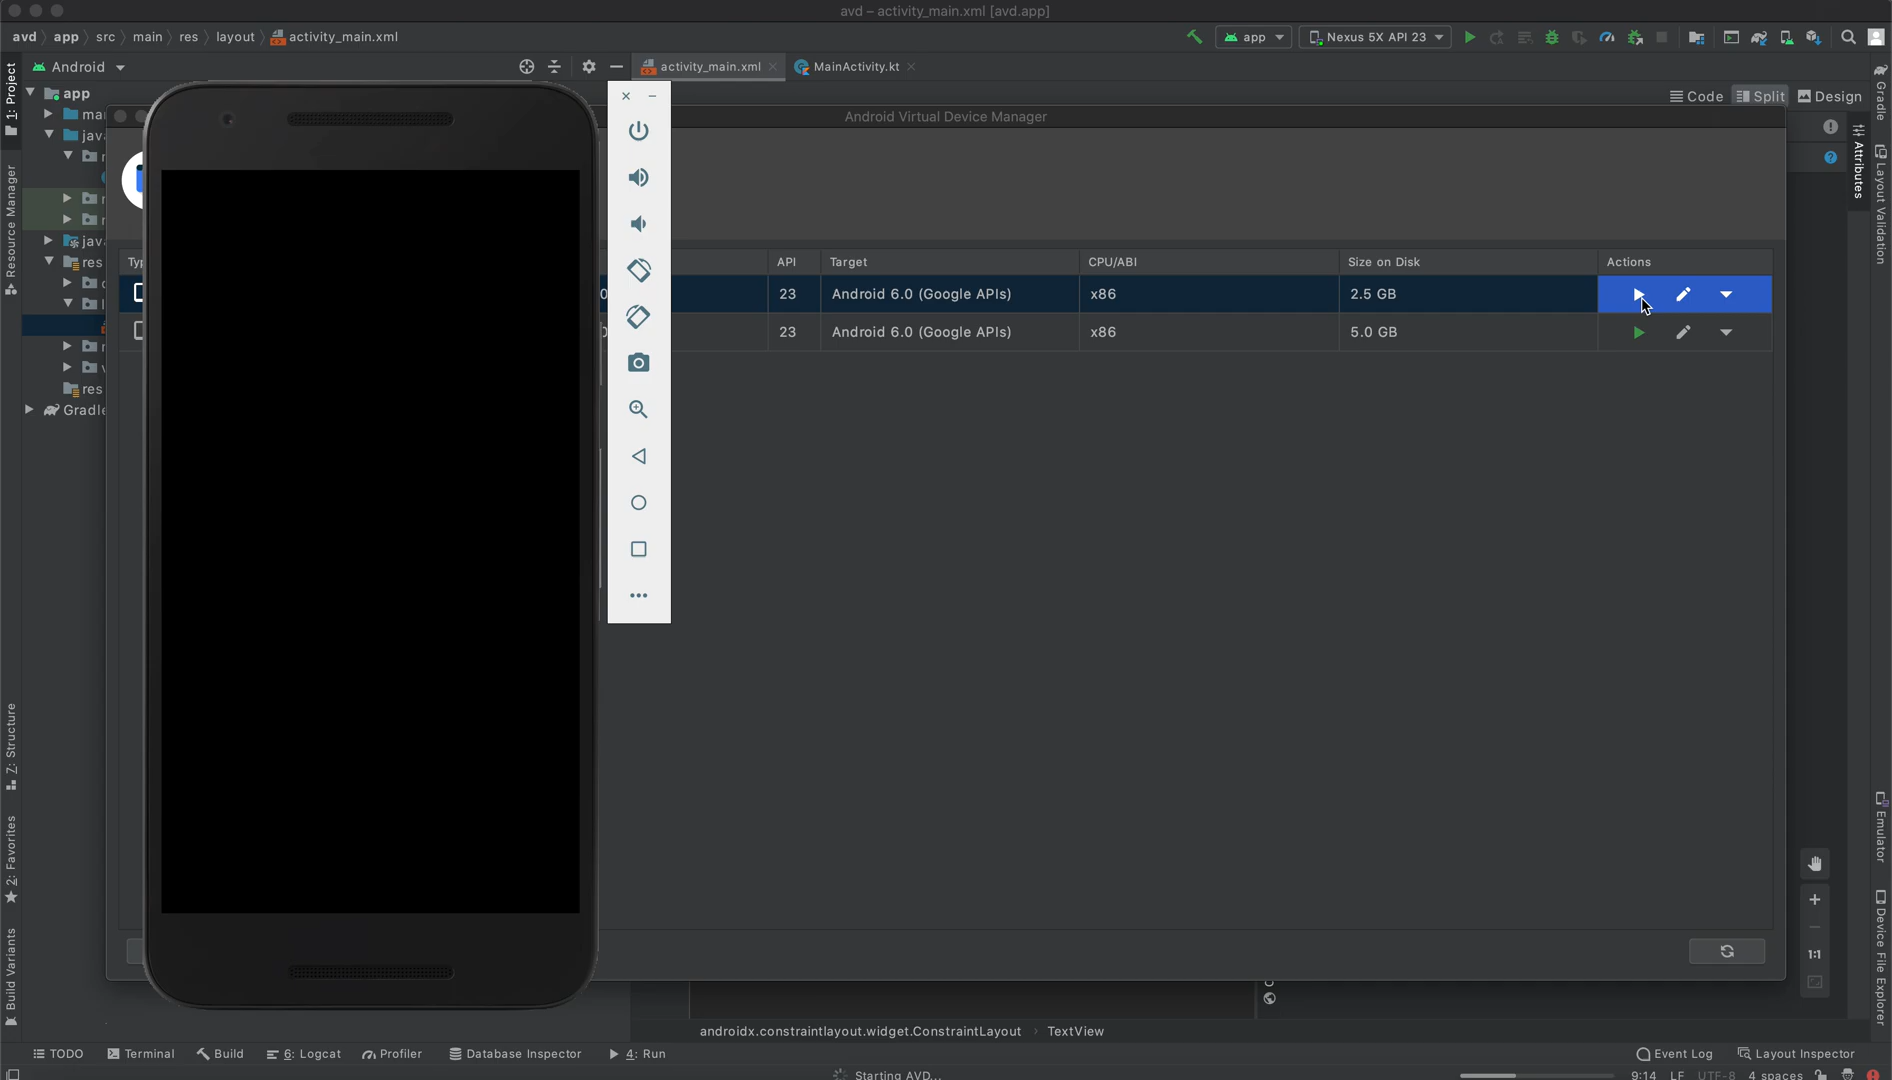 avd – activity_main.xml [avd.app]
avd app src main res layout activity_main.xml
app Nexus 5X API 23
Android
activity_main.xml MainActivity.kt
app
Code Split Design
Android Virtual Device Manager
1: Project
Resource Manager
Z: Structure
2: Favorites
Build Variants
Gradle
Layout Validation
Attributes
Emulator
Device File Explorer
res
res
API Target CPU/ABI Size on Disk Actions
23 Android 6.0 (Google APIs) x86 2.5 GB
23 Android 6.0 (Google APIs) x86 5.0 GB
1:1
androidx.constraintlayout.widget.ConstraintLayout TextView
TODO Terminal Build 6: Logcat Profiler Database Inspector 4: Run Event Log Layout Inspector
Starting AVD... 9:14 LF UTF-8 4 spaces